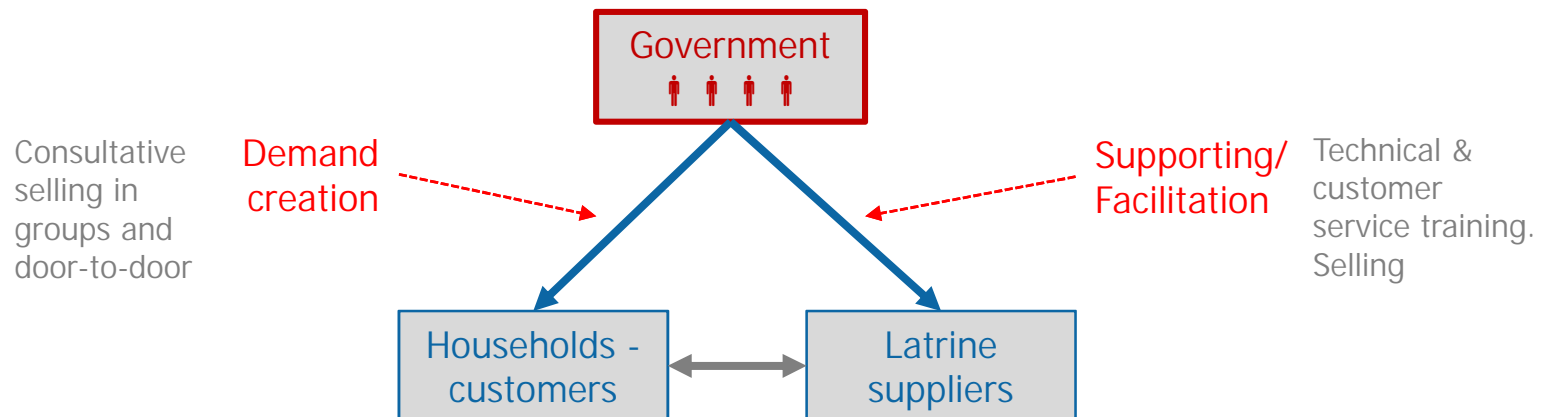 Government
Consultative
selling in
groups and
door-to-door
Demand
creation
Supporting/
Facilitation
Technical &
customer
service training.
Selling
Households -
customers
Latrine
suppliers